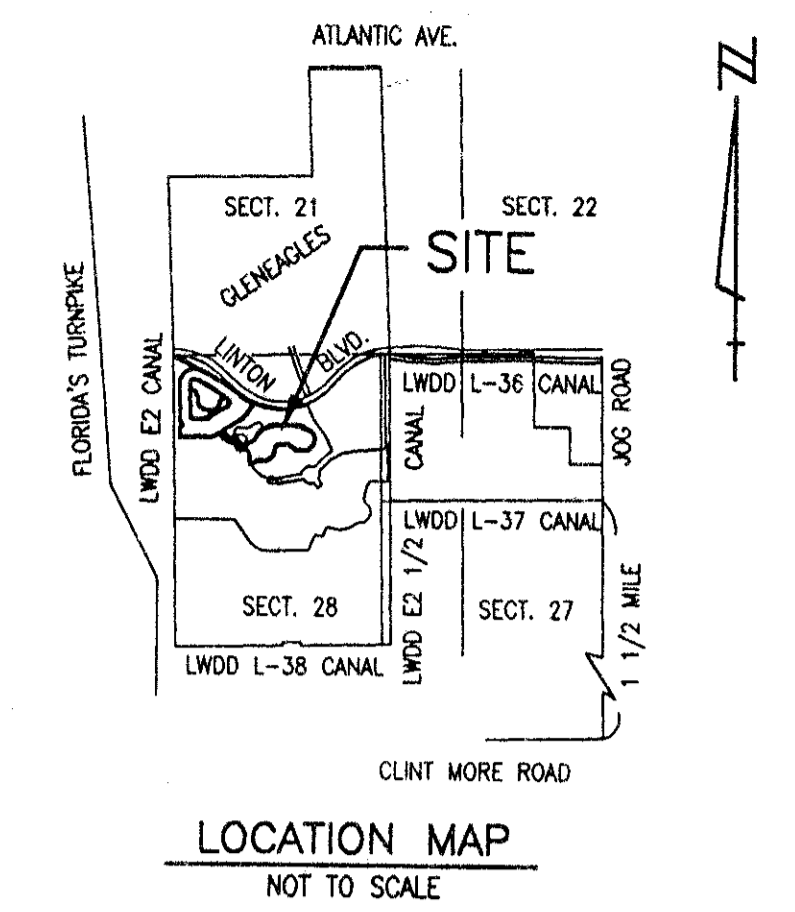 ATLANTIC AVE.
N
SECT. 21
SECT. 22
GLENEAGLES
SITE
FLORIDA'S TURNPIKE
LWDD E2 CANAL
LINTON BLVD.
LWDD L-36 CANAL
CANAL
JOG ROAD
LWDD L-37 CANAL
LWDD E2 1/2
SECT. 28
SECT. 27
1 1/2 MILE
LWDD L-38 CANAL
CLINT MORE ROAD
LOCATION MAP
NOT TO SCALE